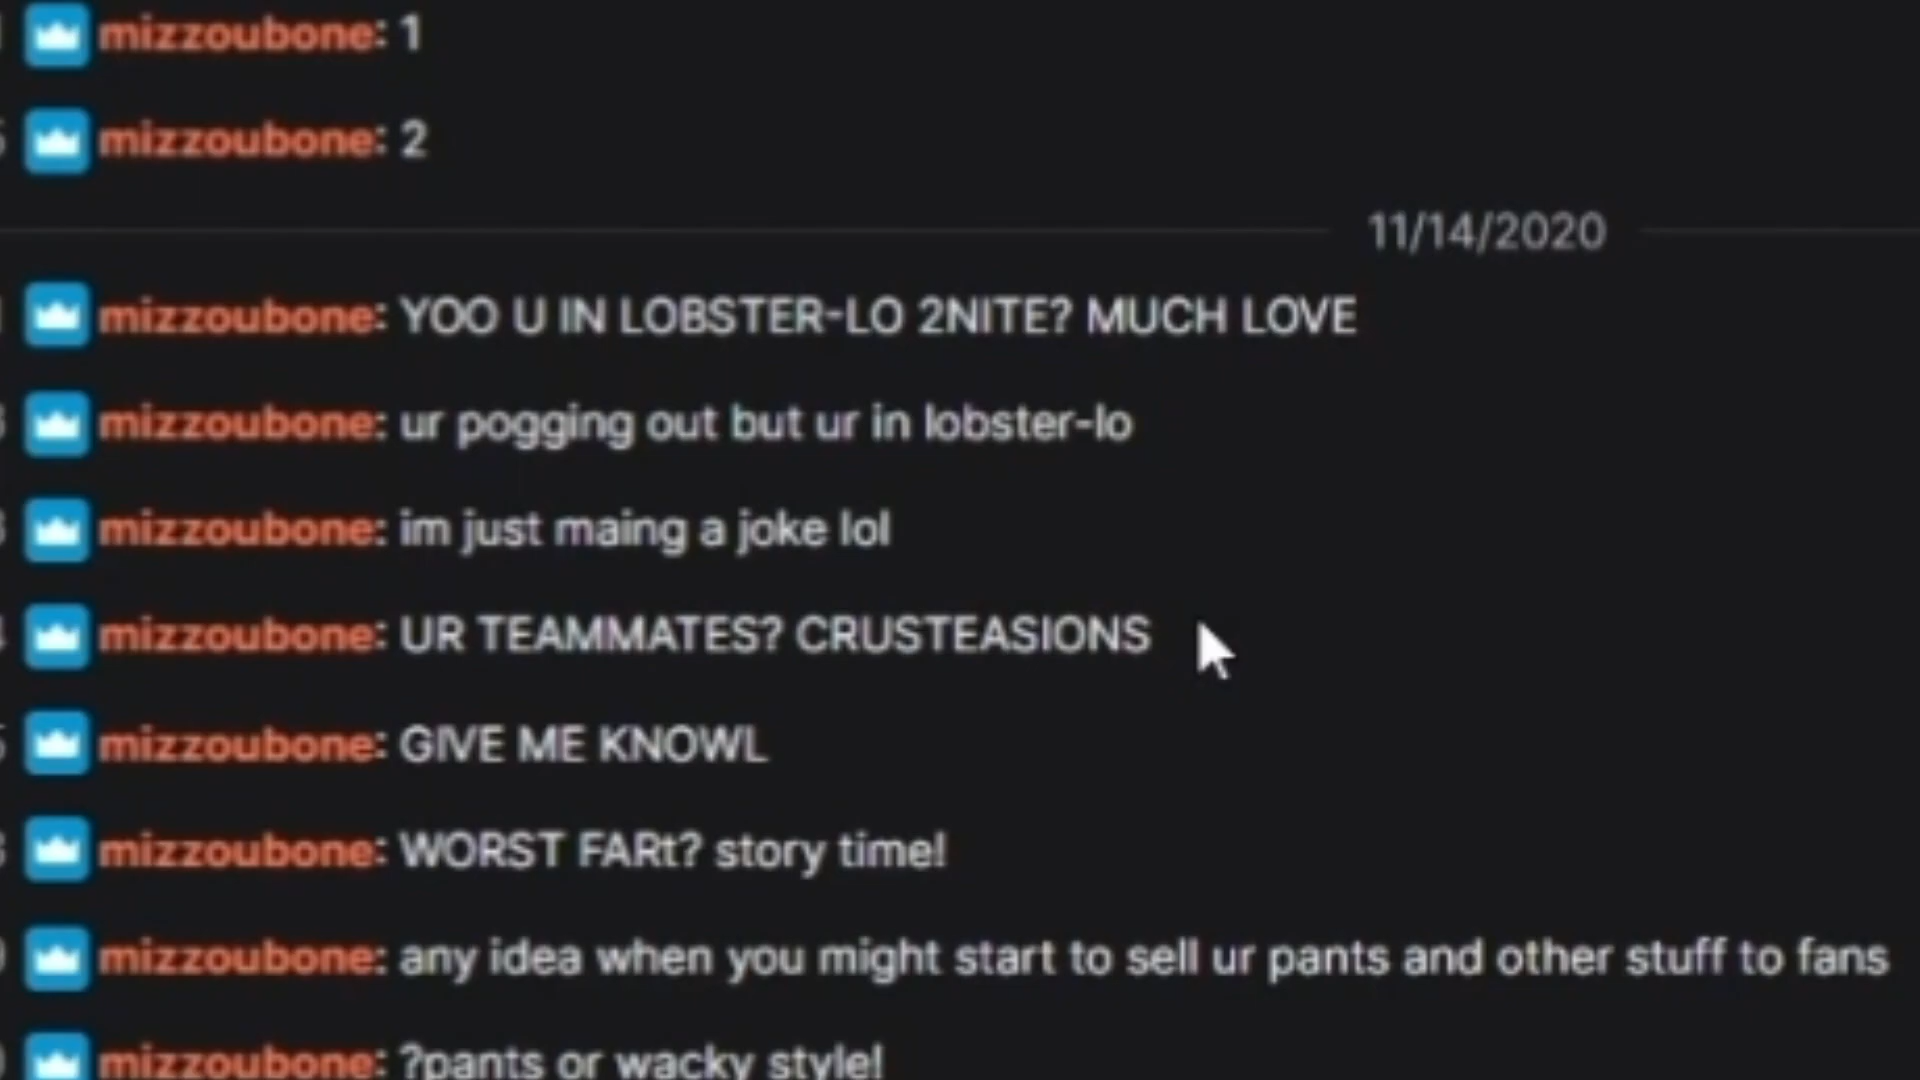 mizzoubone: 1
mizzoubone: 2
11/14/2020
mizzoubone: YOO U IN LOBSTER-LO 2NITE? MUCH LOVE
mizzoubone: ur pogging out but ur in lobster-lo
mizzoubone: im just maing a joke lol
mizzoubone: UR TEAMMATES? CRUSTEASIONS
mizzoubone: GIVE ME KNOWL
mizzoubone: WORST FARt? story time!
mizzoubone: any idea when you might start to sell ur pants and other stuff to fans
mizzoubone: ?pants or wacky style!